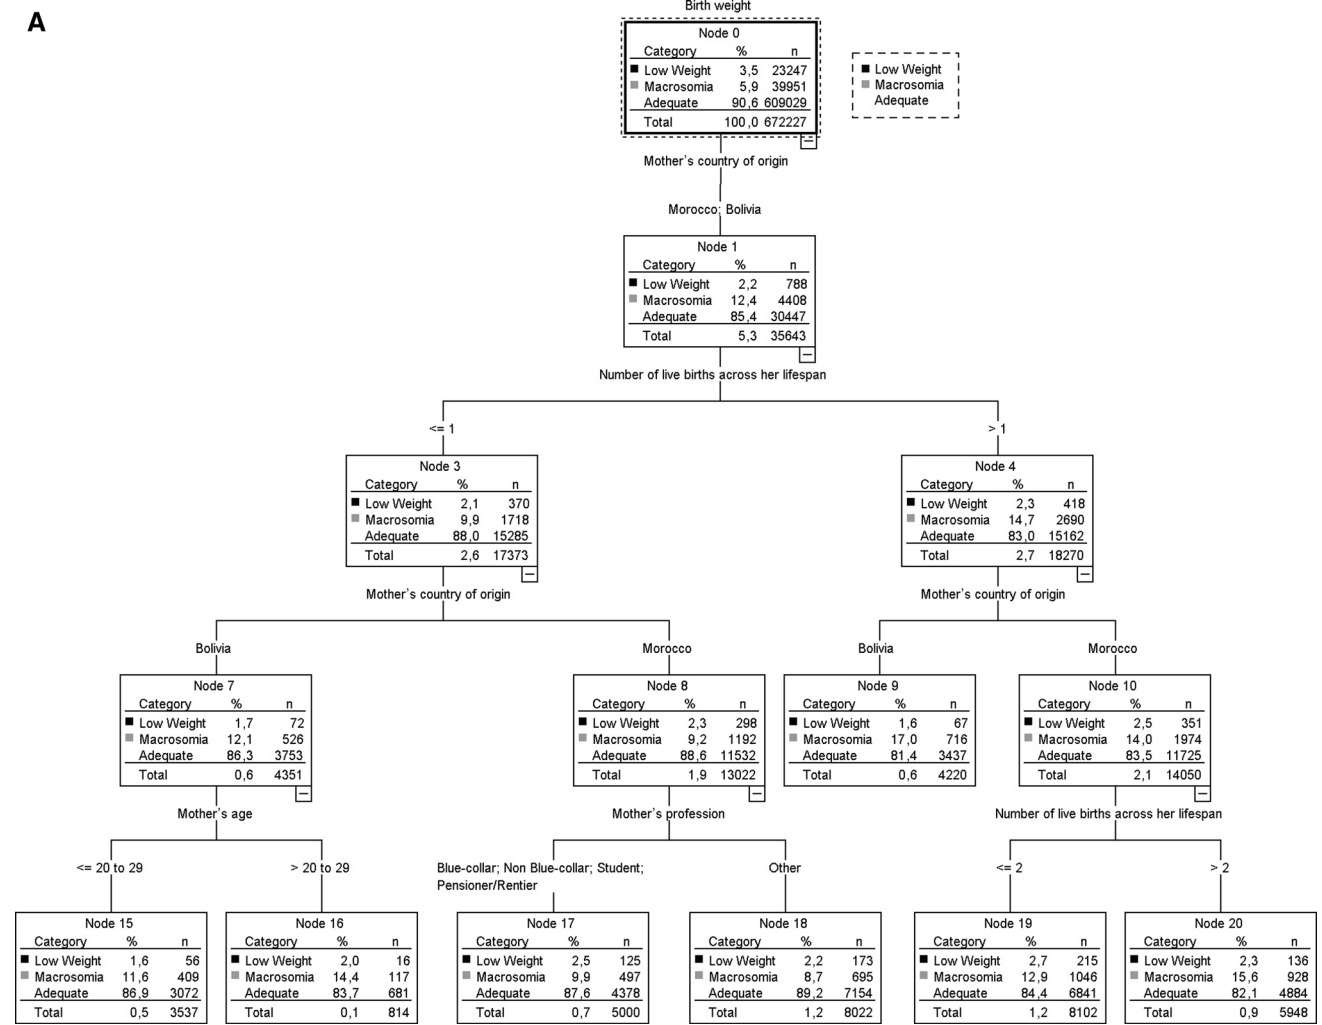 A
Birth weight
Node 0
Category % n
Low Weight 3,5 23247
Macrosomia 5,9 39951
Adequate 90,6 609029
Total 100,0 672227
Low Weight
Macrosomia
Adequate
Mother's country of origin
Morocco; Bolivia
Node 1
Category % n
Low Weight 2,2 788
Macrosomia 12,4 4408
Adequate 85,4 30447
Total 5,3 35643
Number of live births across her lifespan
<= 1
> 1
Node 3
Category % n
Low Weight 2,1 370
Macrosomia 9,9 1718
Adequate 88,0 15285
Total 2,6 17373
Node 4
Category % n
Low Weight 2,3 418
Macrosomia 14,7 2690
Adequate 83,0 15162
Total 2,7 18270
Mother's country of origin
Mother's country of origin
Bolivia
Morocco
Bolivia
Morocco
Node 7
Category % n
Low Weight 1,7 72
Macrosomia 12,1 526
Adequate 86,3 3753
Total 0,6 4351
Node 8
Category % n
Low Weight 2,3 298
Macrosomia 9,2 1192
Adequate 88,6 11532
Total 1,9 13022
Node 9
Category % n
Low Weight 1,6 67
Macrosomia 17,0 716
Adequate 81,4 3437
Total 0,6 4220
Node 10
Category % n
Low Weight 2,5 351
Macrosomia 14,0 1974
Adequate 83,5 11725
Total 2,1 14050
Mother's age
Mother's profession
Number of live births across her lifespan
<= 20 to 29
> 20 to 29
Blue-collar; Non Blue-collar; Student;
Pensioner/Rentier
Other
<= 2
> 2
Node 15
Category % n
Low Weight 1,6 56
Macrosomia 11,6 409
Adequate 86,9 3072
Total 0,5 3537
Node 16
Category % n
Low Weight 2,0 16
Macrosomia 14,4 117
Adequate 83,7 681
Total 0,1 814
Node 17
Category % n
Low Weight 2,5 125
Macrosomia 9,9 497
Adequate 87,6 4378
Total 0,7 5000
Node 18
Category % n
Low Weight 2,2 173
Macrosomia 8,7 695
Adequate 89,2 7154
Total 1,2 8022
Node 19
Category % n
Low Weight 2,7 215
Macrosomia 12,9 1046
Adequate 84,4 6841
Total 1,2 8102
Node 20
Category % n
Low Weight 2,3 136
Macrosomia 15,6 928
Adequate 82,1 4884
Total 0,9 5948